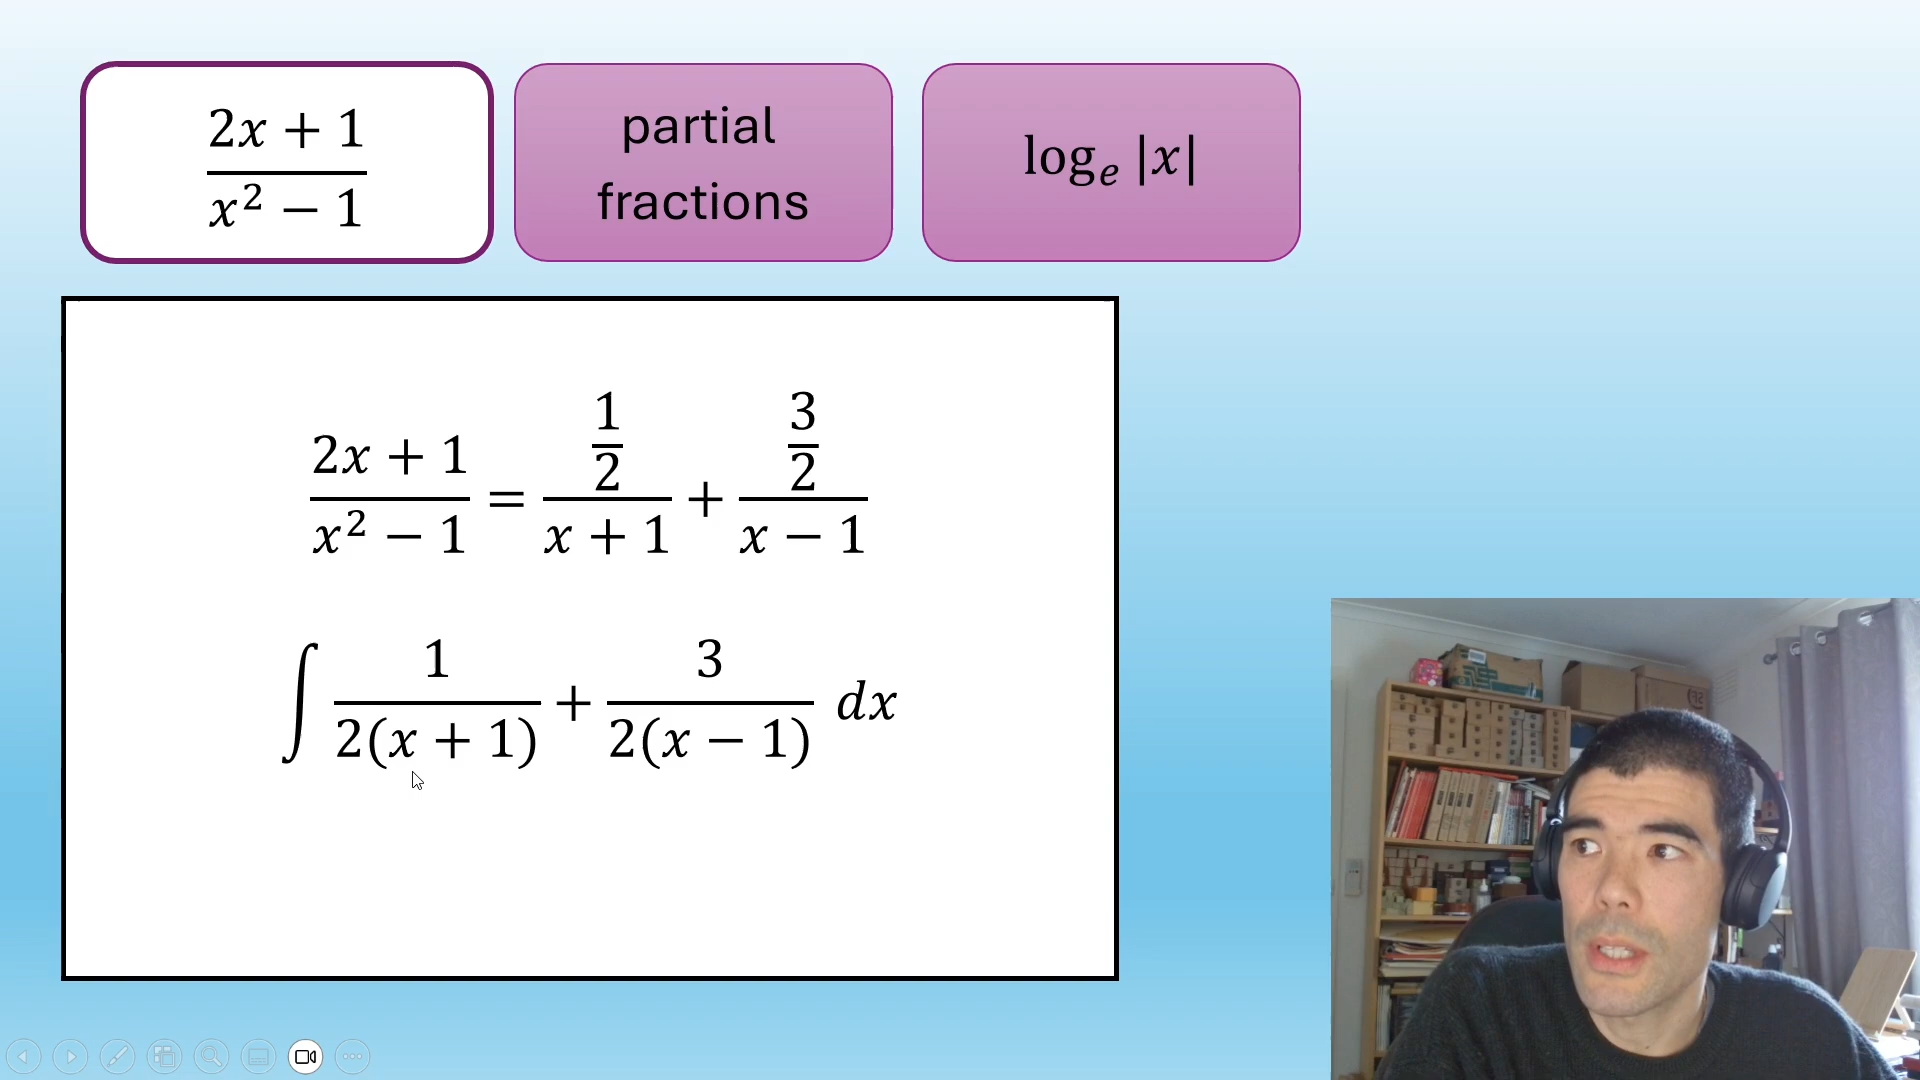 2x + 1
x² − 1
partial
fractions
logₑ |x|
2x + 1 / x² − 1 = 1/2 / x + 1 + 3/2 / x − 1
∫ 1 / 2(x + 1) + 3 / 2(x − 1) dx